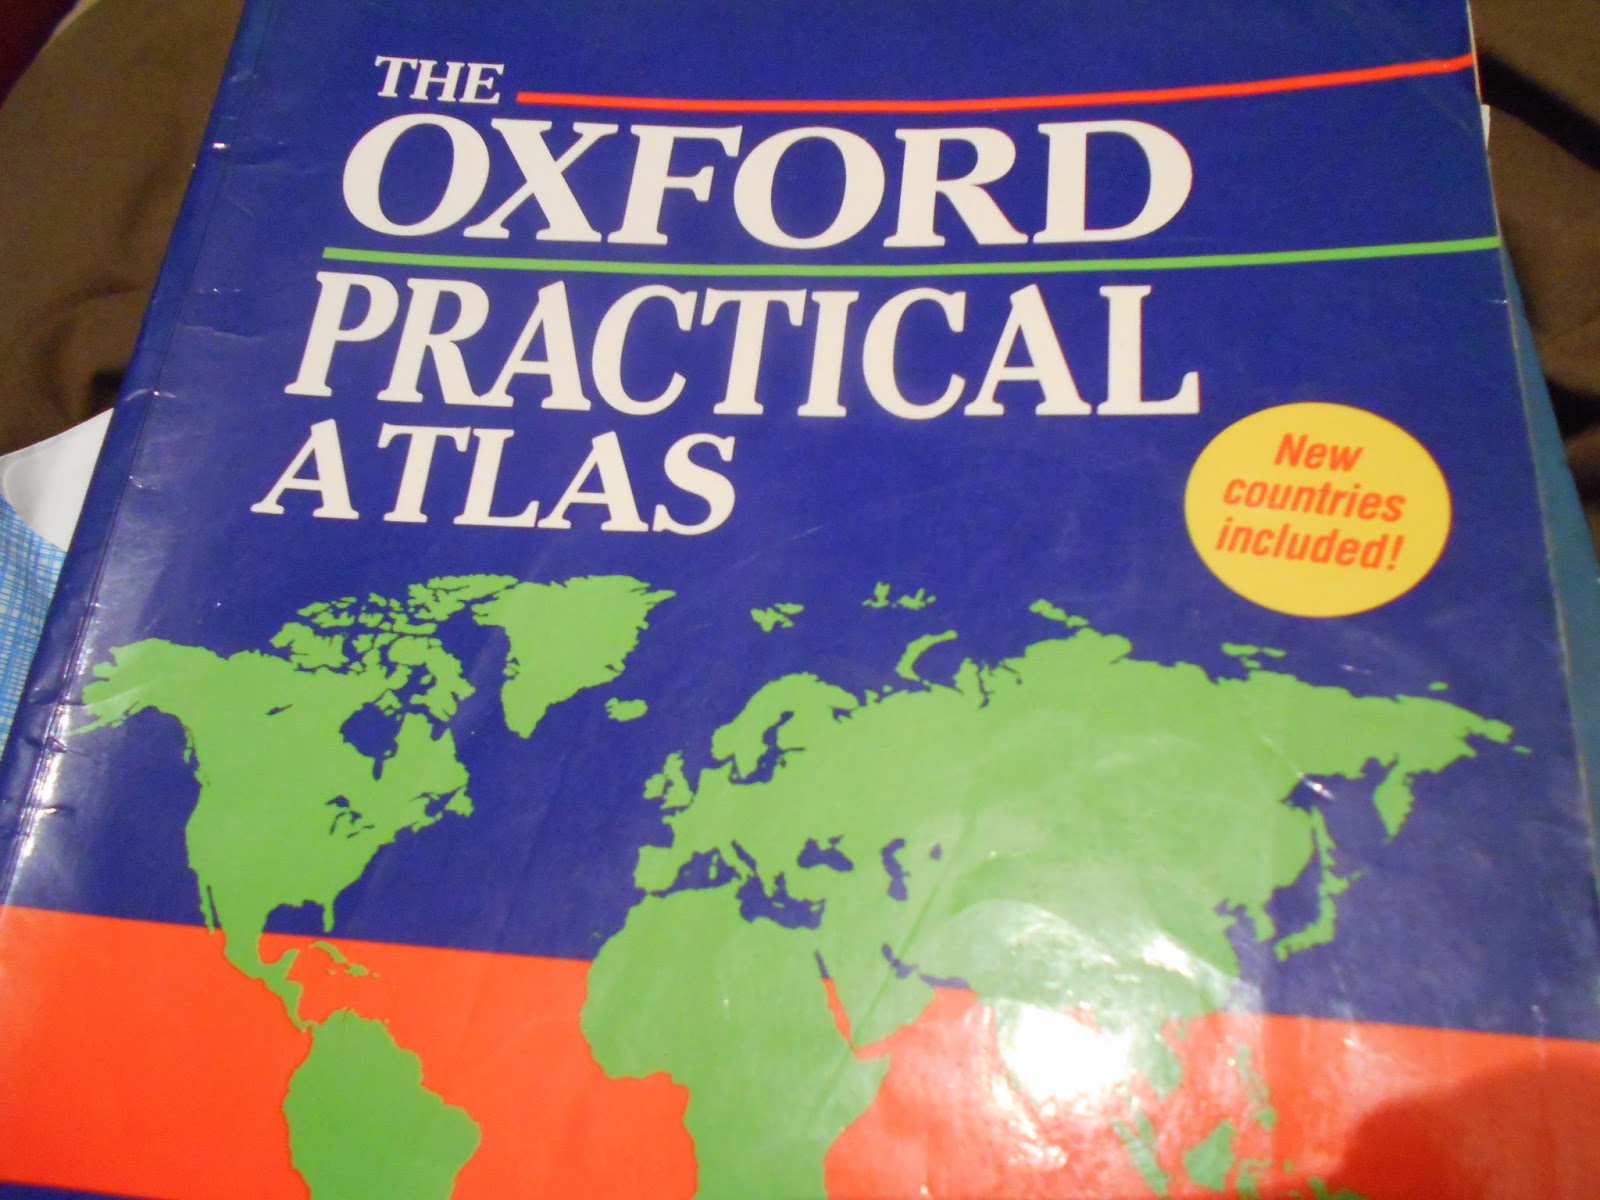 THE
OXFORD
PRACTICAL
ATLAS
New
countries
included!